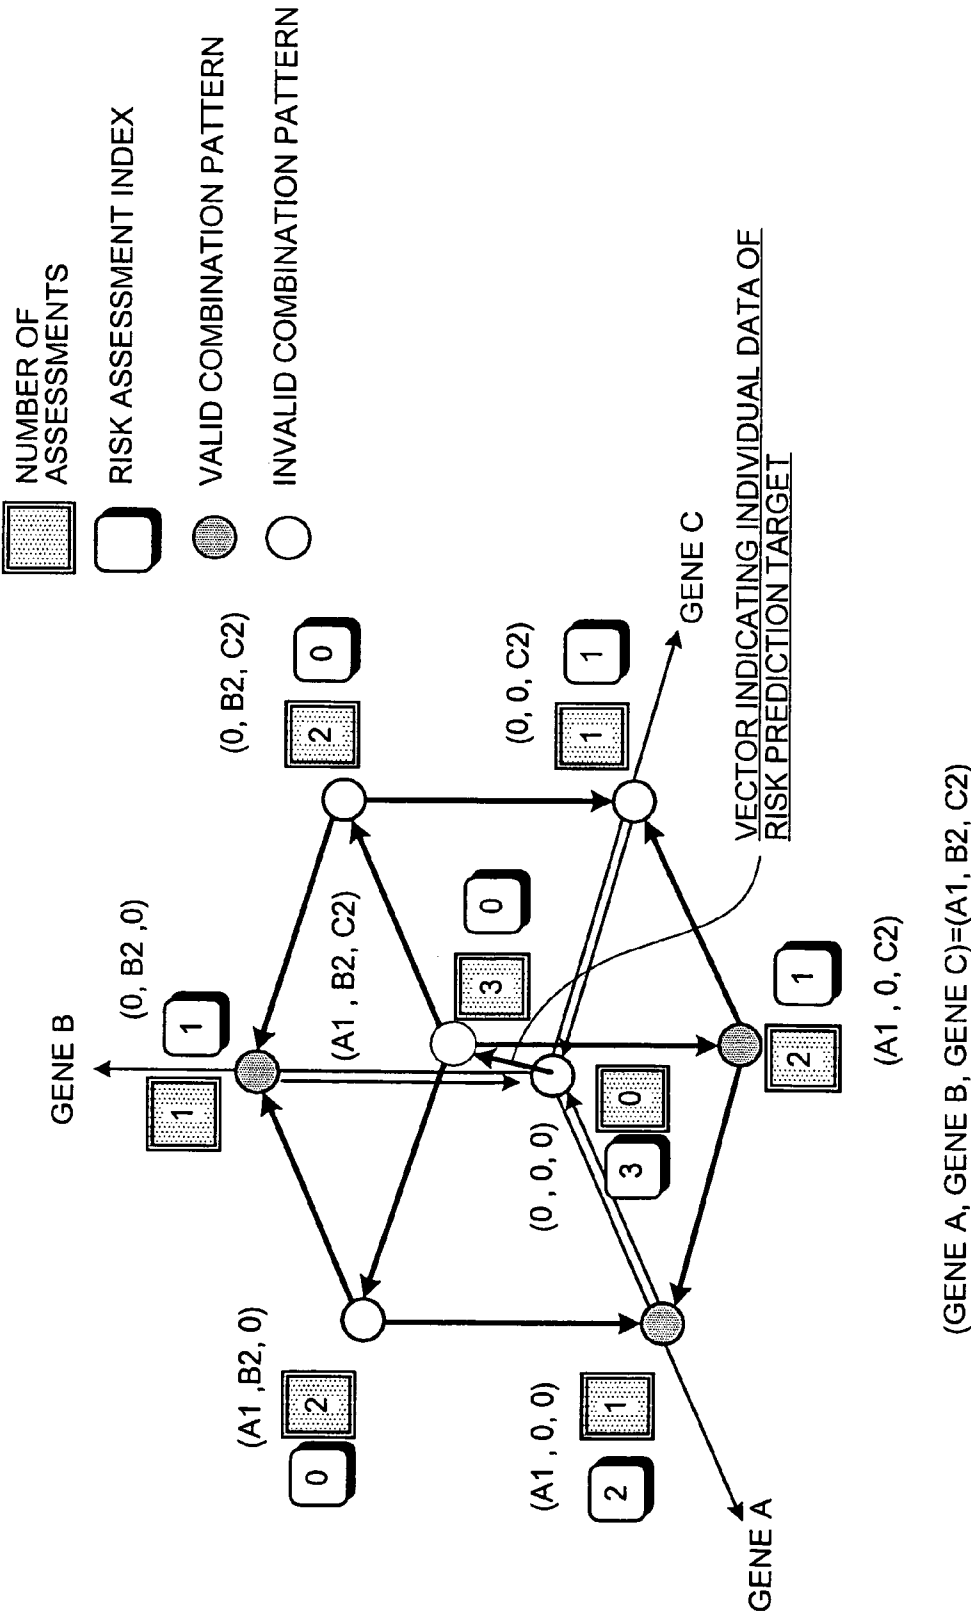 NUMBER OF
ASSESSMENTS
RISK ASSESSMENT INDEX
VALID COMBINATION PATTERN
INVALID COMBINATION PATTERN
GENE B
(0, B2 ,0)
1
1
(A1 ,B2, 0)
0
2
(0, B2, C2)
2
0
(A1 , B2, C2)
3
0
(A1 , 0, 0)
2
1
(0 , 0, 0)
3
0
(0, 0, C2)
1
1
GENE C
VECTOR INDICATING INDIVIDUAL DATA OF
RISK PREDICTION TARGET
GENE A
2
1
(A1 , 0, C2)
(GENE A, GENE B, GENE C)=(A1, B2, C2)